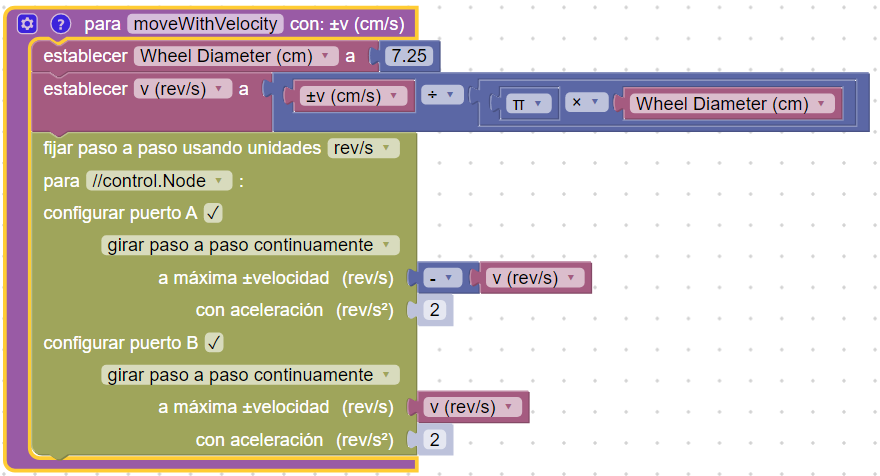 ? para moveWithVelocity con: ±v (cm/s)
establecer Wheel Diameter (cm) a 7.25
establecer v (rev/s) a ±v (cm/s) ÷ π × Wheel Diameter (cm)
fijar paso a paso usando unidades rev/s
para //control.Node :
configurar puerto A ✓
girar paso a paso continuamente
a máxima ±velocidad (rev/s) - v (rev/s)
con aceleración (rev/s²) 2
configurar puerto B ✓
girar paso a paso continuamente
a máxima ±velocidad (rev/s) v (rev/s)
con aceleración (rev/s²) 2